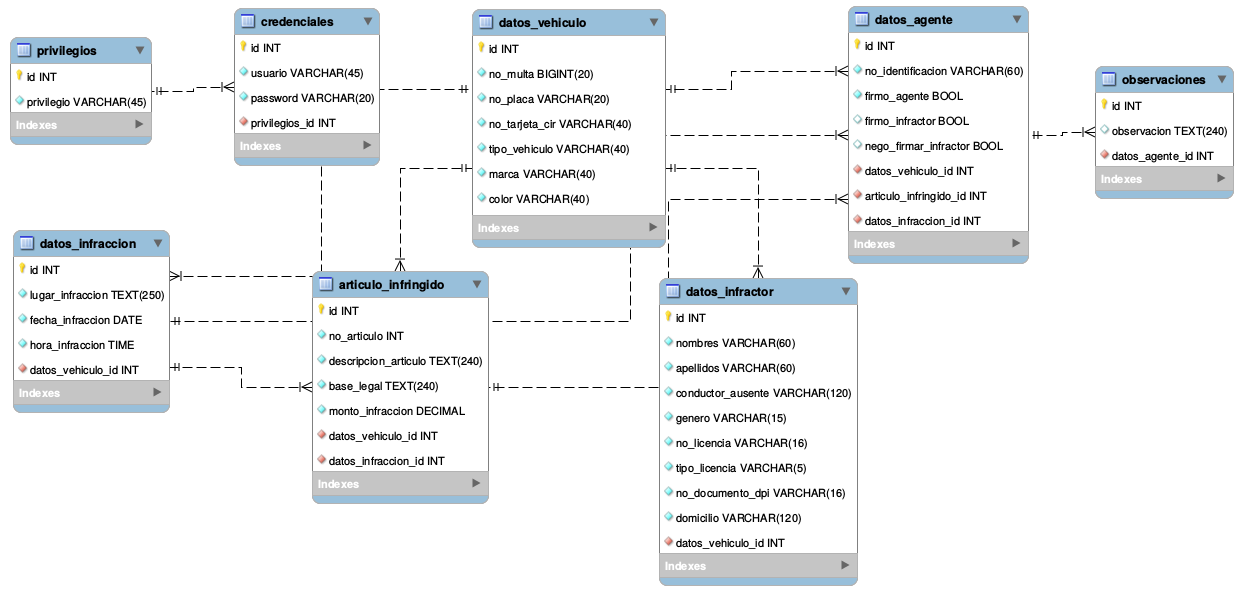 privilegios
id INT
privilegio VARCHAR(45)
Indexes
credenciales
id INT
usuario VARCHAR(45)
password VARCHAR(20)
privilegios_id INT
Indexes
datos_vehiculo
id INT
no_multa BIGINT(20)
no_placa VARCHAR(20)
no_tarjeta_cir VARCHAR(40)
tipo_vehiculo VARCHAR(40)
marca VARCHAR(40)
color VARCHAR(40)
Indexes
datos_agente
id INT
no_identificacion VARCHAR(60)
firmo_agente BOOL
firmo_infractor BOOL
nego_firmar_infractor BOOL
datos_vehiculo_id INT
articulo_infringido_id INT
datos_infraccion_id INT
Indexes
observaciones
id INT
observacion TEXT(240)
datos_agente_id INT
Indexes
datos_infraccion
id INT
lugar_infraccion TEXT(250)
fecha_infraccion DATE
hora_infraccion TIME
datos_vehiculo_id INT
Indexes
articulo_infringido
id INT
no_articulo INT
descripcion_articulo TEXT(240)
base_legal TEXT(240)
monto_infraccion DECIMAL
datos_vehiculo_id INT
datos_infraccion_id INT
Indexes
datos_infractor
id INT
nombres VARCHAR(60)
apellidos VARCHAR(60)
conductor_ausente VARCHAR(120)
genero VARCHAR(15)
no_licencia VARCHAR(16)
tipo_licencia VARCHAR(5)
no_documento_dpi VARCHAR(16)
domicilio VARCHAR(120)
datos_vehiculo_id INT
Indexes